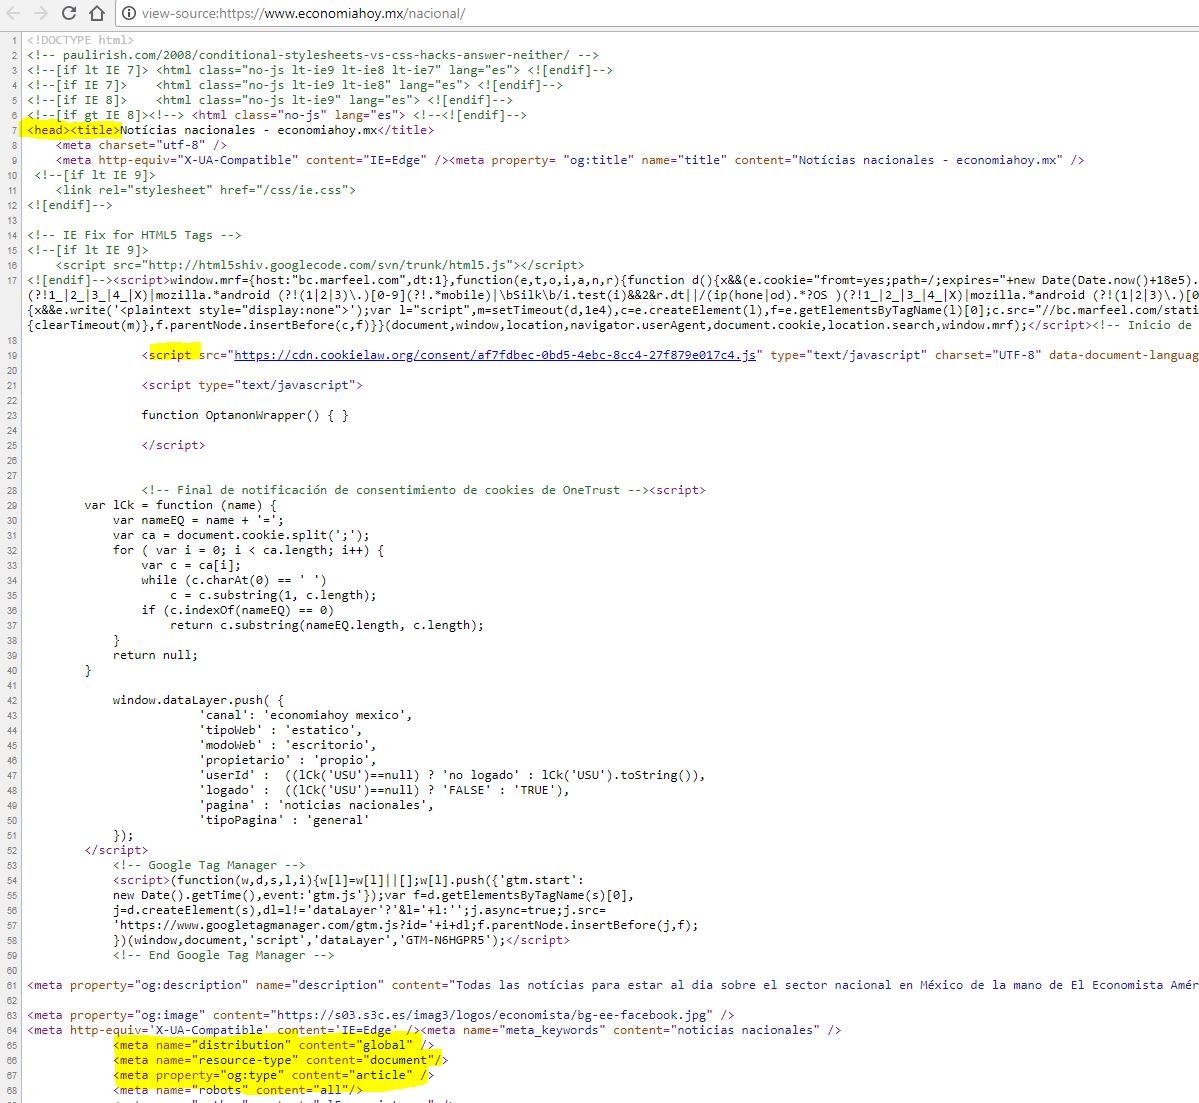 view-source:https://www.economiahoy.mx/nacional/
1 <!DOCTYPE html>
2 <!-- paulirish.com/2008/conditional-stylesheets-vs-css-hacks-answer-neither/ -->
3 <!--[if lt IE 7]> <html class="no-js lt-ie9 lt-ie8 lt-ie7" lang="es"> <![endif]-->
4 <!--[if IE 7]>    <html class="no-js lt-ie9 lt-ie8" lang="es"> <![endif]-->
5 <!--[if IE 8]>    <html class="no-js lt-ie9" lang="es"> <![endif]-->
6 <!--[if gt IE 8]><!--> <html class="no-js" lang="es"> <!--<![endif]-->
7 <head><title>Notícias nacionales - economiahoy.mx</title>
8 <meta charset="utf-8" />
9 <meta http-equiv="X-UA-Compatible" content="IE=Edge" /><meta property= "og:title" name="title" content="Notícias nacionales - economiahoy.mx" />
10 <!--[if lt IE 9]>
11 <link rel="stylesheet" href="/css/ie.css">
12 <![endif]-->
13
14 <!-- IE Fix for HTML5 Tags -->
15 <!--[if lt IE 9]>
16 <script src="http://html5shiv.googlecode.com/svn/trunk/html5.js"></script>
17 <![endif]--><script>window.mrf={host:"bc.marfeel.com",dt:1},function(e,t,o,i,a,n,r){function d(){x&&(e.cookie="fromt=yes;path=/;expires="+new Date(Date.now()+18e5).
(?!1_|2_|3_|4_|X)|mozilla.*android (?!(1|2|3)\.)[0-9](?!.*mobile)|\bSilk\b/i.test(i)&&2&r.dt||/(ip(hone|od).*?OS )(?!1_|2_|3_|4_|X)|mozilla.*android (?!(1|2|3)\.)[0
{x&&e.write('<plaintext style="display:none">');var l="script",m=setTimeout(d,1e4),c=e.createElement(l),f=e.getElementsByTagName(l)[0];c.src="//bc.marfeel.com/stati
{clearTimeout(m)},f.parentNode.insertBefore(c,f)}}(document,window,location,navigator.userAgent,document.cookie,location.search,window.mrf);</script><!-- Inicio de
18
19 <script src="https://cdn.cookielaw.org/consent/af7fdbec-0bd5-4ebc-8cc4-27f879e017c4.js" type="text/javascript" charset="UTF-8" data-document-language
20
21 <script type="text/javascript">
22
23 function OptanonWrapper() { }
24
25 </script>
26
27
28 <!-- Final de notificación de consentimiento de cookies de OneTrust --><script>
29 var lCk = function (name) {
30 var nameEQ = name + '=';
31 var ca = document.cookie.split(';');
32 for ( var i = 0; i < ca.length; i++) {
33 var c = ca[i];
34 while (c.charAt(0) == ' ')
35 c = c.substring(1, c.length);
36 if (c.indexOf(nameEQ) == 0)
37 return c.substring(nameEQ.length, c.length);
38 }
39 return null;
40 }
41
42 window.dataLayer.push( {
43 'canal': 'economiahoy mexico',
44 'tipoWeb' : 'estatico',
45 'modoWeb' : 'escritorio',
46 'propietario' : 'propio',
47 'userId' :  ((lCk('USU')==null) ? 'no logado' : lCk('USU').toString()),
48 'logado' :  ((lCk('USU')==null) ? 'FALSE' : 'TRUE'),
49 'pagina' : 'noticias nacionales',
50 'tipoPagina' : 'general'
51 });
52 </script>
53 <!-- Google Tag Manager -->
54 <script>(function(w,d,s,l,i){w[l]=w[l]||[];w[l].push({'gtm.start':
55 new Date().getTime(),event:'gtm.js'});var f=d.getElementsByTagName(s)[0],
56 j=d.createElement(s),dl=l!='dataLayer'?'&l='+l:'';j.async=true;j.src=
57 'https://www.googletagmanager.com/gtm.js?id='+i+dl;f.parentNode.insertBefore(j,f);
58 })(window,document,'script','dataLayer','GTM-N6HGPR5');</script>
59 <!-- End Google Tag Manager -->
60
61 <meta property="og:description" name="description" content="Todas las notícias para estar al dia sobre el sector nacional en México de la mano de El Economista Amér
62
63 <meta property="og:image" content="https://s03.s3c.es/imag3/logos/economista/bg-ee-facebook.jpg" />
64 <meta http-equiv='X-UA-Compatible' content='IE=Edge' /><meta name="meta_keywords" content="noticias nacionales" />
65 <meta name="distribution" content="global" />
66 <meta name="resource-type" content="document"/>
67 <meta property="og:type" content="article" />
68 <meta name="robots" content="all"/>